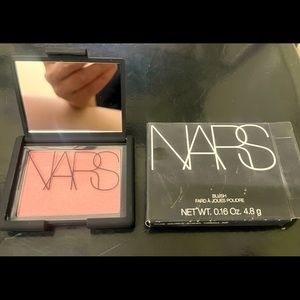 NARS
NARS
BLUSH
FARD À JOUES POUDRE
NET WT. 0.16 Oz. 4.8 g